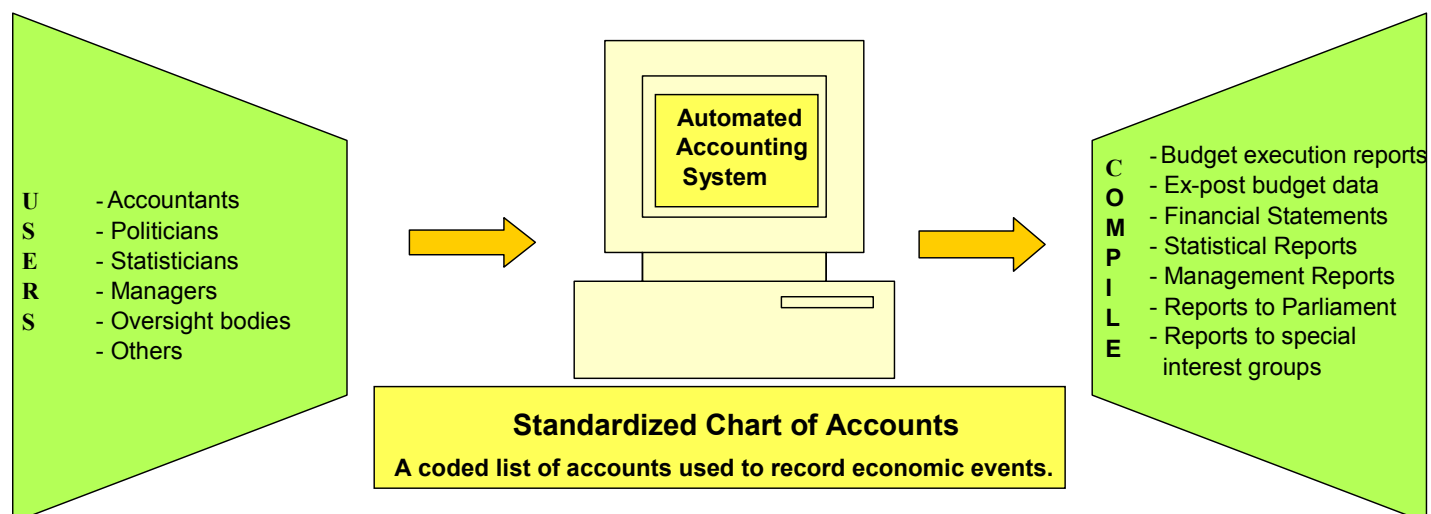 U
S
E
R
S
- Accountants
- Politicians
- Statisticians
- Managers
- Oversight bodies
- Others
Automated
Accounting
System
Standardized Chart of Accounts
A coded list of accounts used to record economic events.
C
O
M
P
I
L
E
- Budget execution reports
- Ex-post budget data
- Financial Statements
- Statistical Reports
- Management Reports
- Reports to Parliament
- Reports to special
interest groups